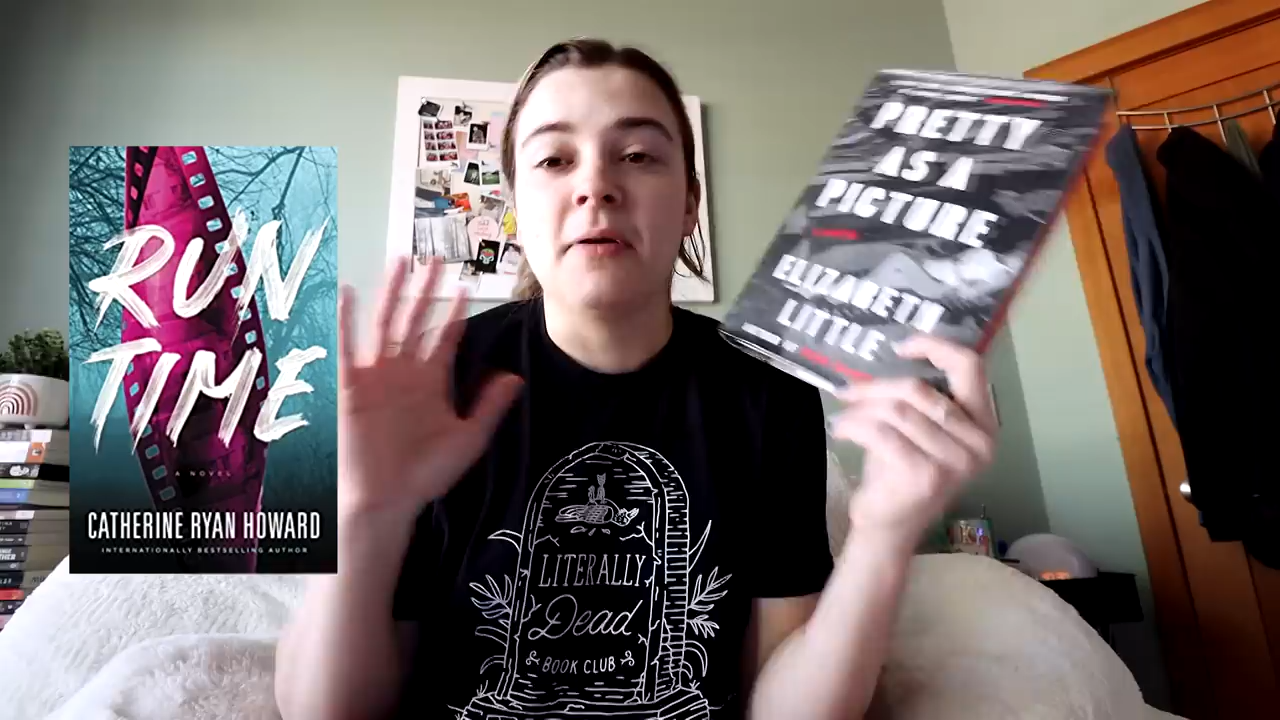 RUN
TIME
A NOVEL
CATHERINE RYAN HOWARD
INTERNATIONALLY BESTSELLING AUTHOR
PRETTY
AS A
PICTURE
ELIZABETH
LITTLE
LITERALLY
Dead
BOOK CLUB